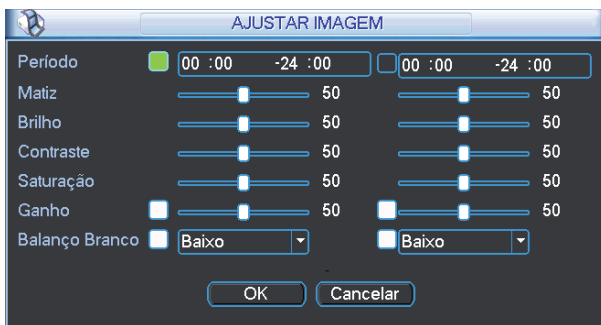 AJUSTAR IMAGEM
Período 00 :00 -24 :00 00 :00 -24 :00
Matiz 50 50
Brilho 50 50
Contraste 50 50
Saturação 50 50
Ganho 50 50
Balanço Branco Baixo Baixo
OK Cancelar